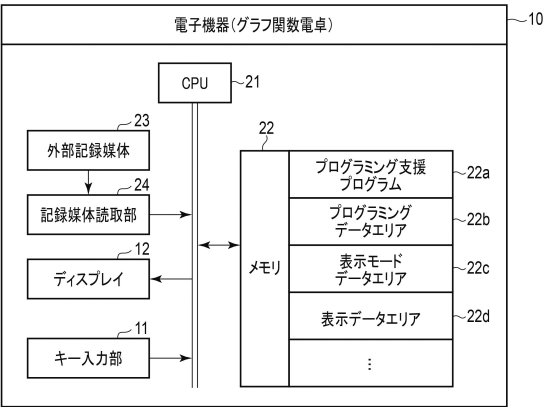 電子機器(グラフ関数電卓)
10
CPU
21
23
外部記録媒体
24
記録媒体読取部
12
ディスプレイ
11
キー入力部
22
メモリ
プログラミング支援
プログラム
22a
プログラミング
データエリア
22b
表示モード
データエリア
22c
表示データエリア
22d
⋮